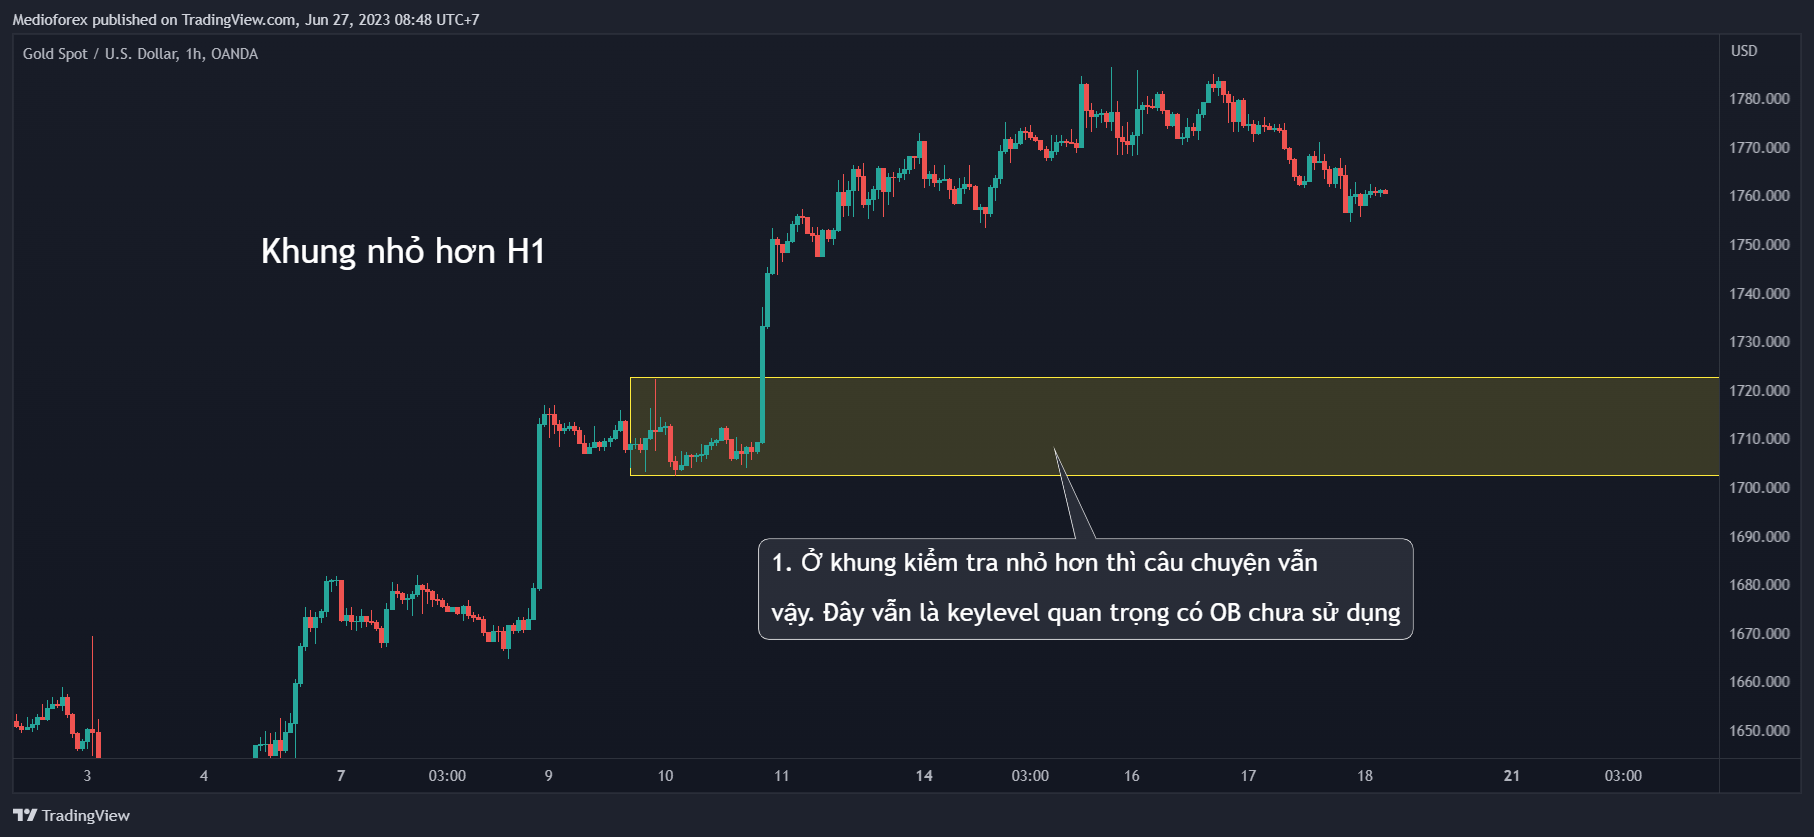 Medioforex published on TradingView.com, Jun 27, 2023 08:48 UTC+7
Gold Spot / U.S. Dollar, 1h, OANDA
USD
1780.000
1770.000
1760.000
1750.000
1740.000
1730.000
1720.000
1710.000
1700.000
1690.000
1680.000
1670.000
1660.000
1650.000
Khung nhỏ hơn H1
1. Ở khung kiểm tra nhỏ hơn thì câu chuyện vẫn
vậy. Đây vẫn là keylevel quan trọng có OB chưa sử dụng
3 4 7 03:00 9 10 11 14 03:00 16 17 18 21 03:00
TradingView